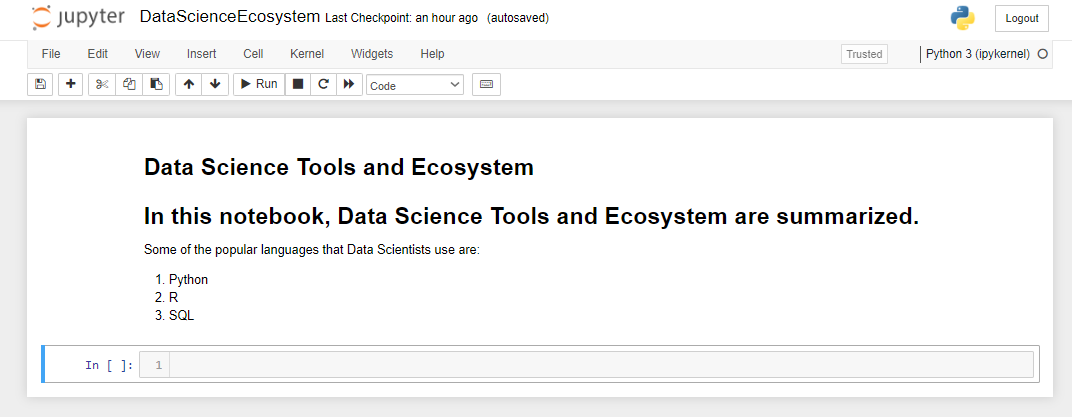 jupyter DataScienceEcosystem Last Checkpoint: an hour ago (autosaved) Logout
File Edit View Insert Cell Kernel Widgets Help Trusted Python 3 (ipykernel)
Run Code
Data Science Tools and Ecosystem
In this notebook, Data Science Tools and Ecosystem are summarized.
Some of the popular languages that Data Scientists use are:
1. Python
2. R
3. SQL
In [ ]: 1